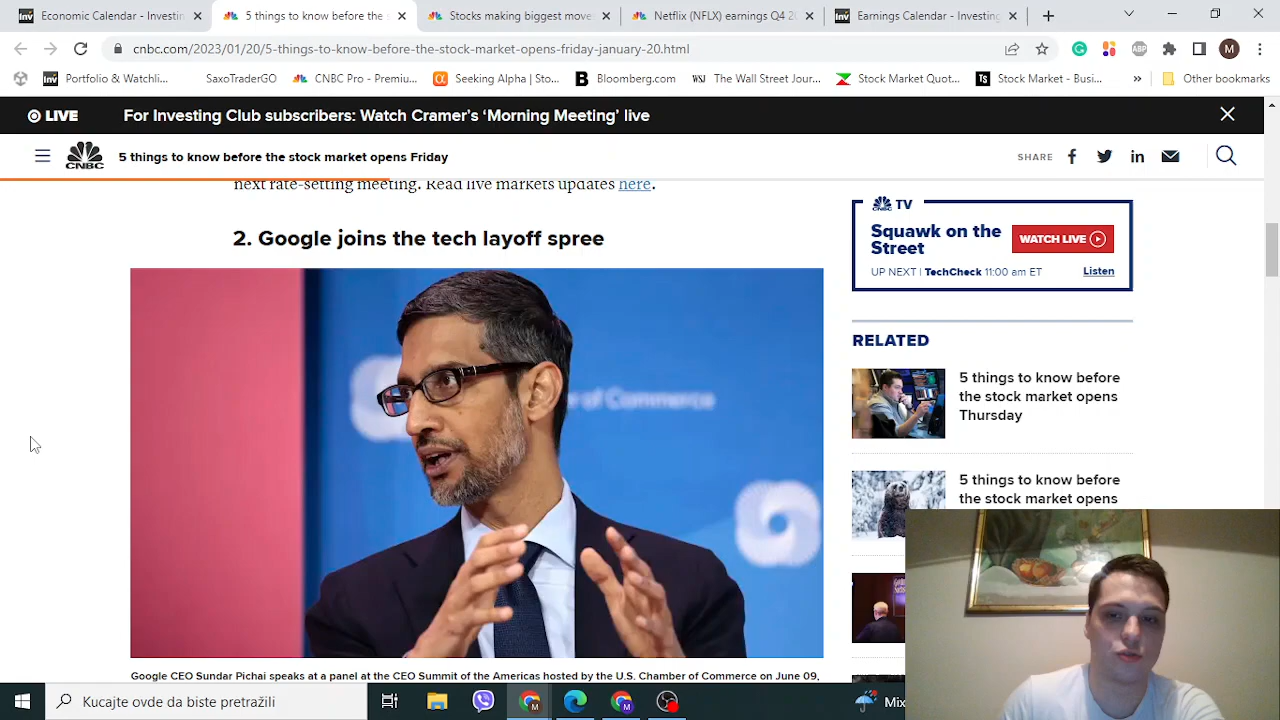 Economic Calendar - Investin
5 things to know before the s
Stocks making biggest move
Netflix (NFLX) earnings Q4 20
Earnings Calendar - Investing
cnbc.com/2023/01/20/5-things-to-know-before-the-stock-market-opens-friday-january-20.html
ABP
M
Portfolio & Watchli...
SaxoTraderGO
CNBC Pro - Premiu...
Seeking Alpha | Sto...
Bloomberg.com
The Wall Street Jour...
Stock Market Quot...
Stock Market - Busi...
»
Other bookmarks
LIVE
For Investing Club subscribers: Watch Cramer's ‘Morning Meeting’ live
CNBC
5 things to know before the stock market opens Friday
SHARE
next rate-setting meeting. Read live markets updates here.
2. Google joins the tech layoff spree
r of Commerce
CNBC TV
Squawk on the
Street
WATCH LIVE
UP NEXT | TechCheck 11:00 am ET
Listen
RELATED
5 things to know before
the stock market opens
Thursday
5 things to know before
the stock market opens
Google CEO Sundar Pichai speaks at a panel at the CEO Summit of the Americas hosted by the U.S. Chamber of Commerce on June 09,
Kucajte ovde da biste pretražili
Mix